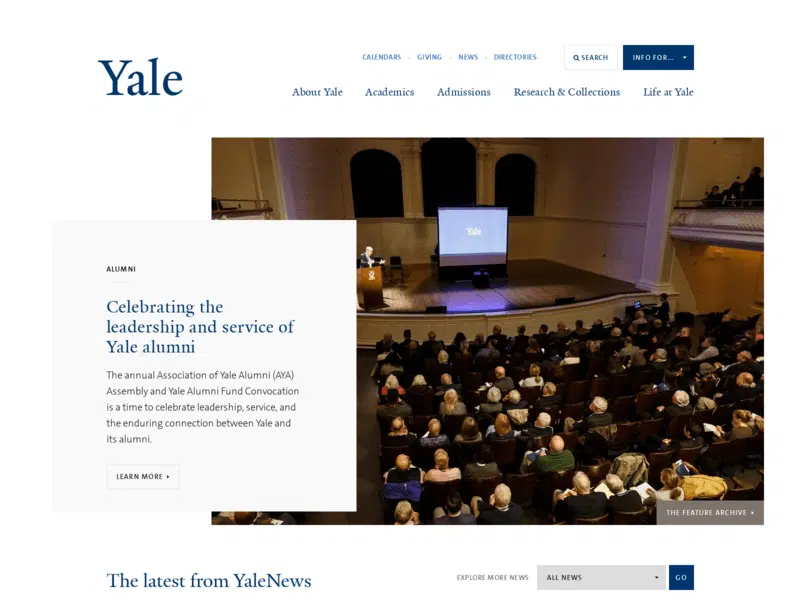 Yale
CALENDARS · GIVING · NEWS · DIRECTORIES
SEARCH
INFO FOR...
About Yale Academics Admissions Research & Collections Life at Yale
Yale
ALUMNI
Celebrating the
leadership and service of
Yale alumni
The annual Association of Yale Alumni (AYA)
Assembly and Yale Alumni Fund Convocation
is a time to celebrate leadership, service, and
the enduring connection between Yale and
its alumni.
LEARN MORE
THE FEATURE ARCHIVE
The latest from YaleNews
EXPLORE MORE NEWS
ALL NEWS
GO